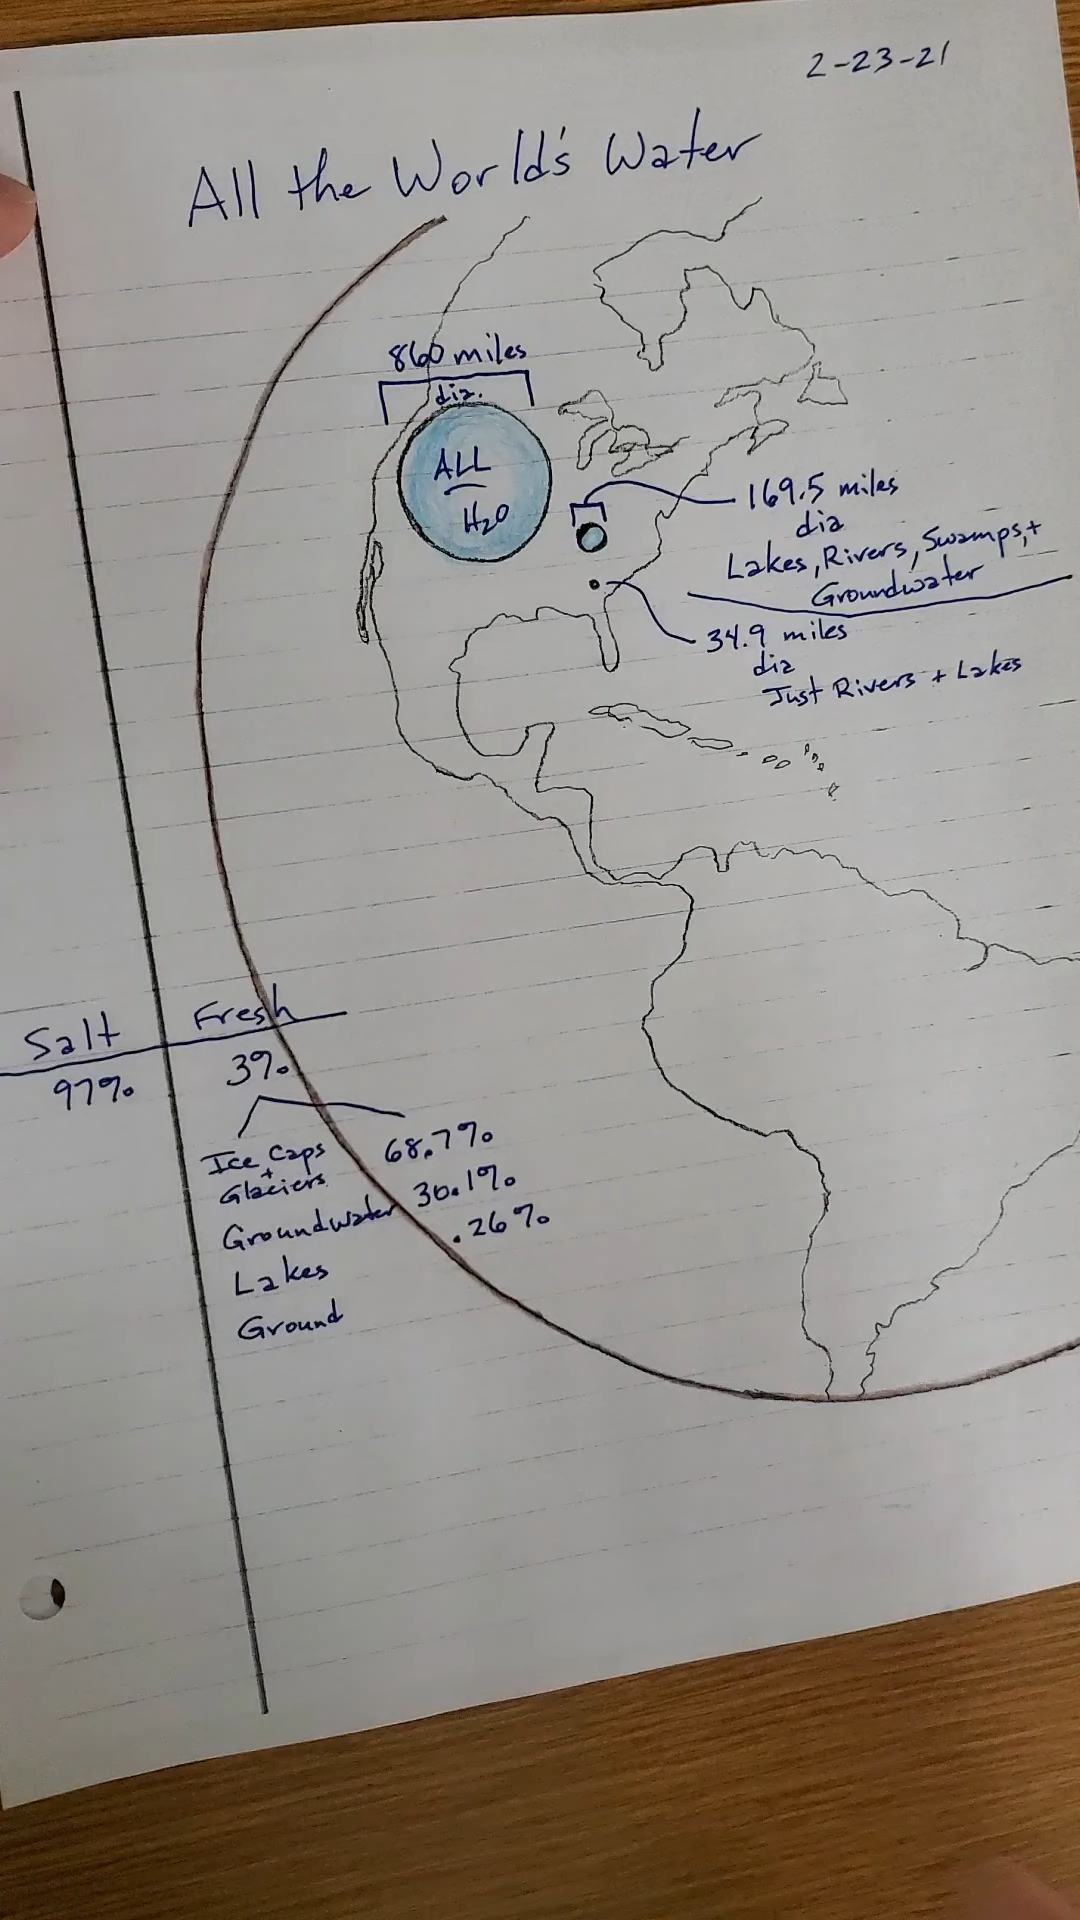 2-23-21
All the World's Water
860 miles
dia.
ALL
H2O
169.5 miles
dia
Lakes, Rivers, Swamps, +
Groundwater
34.9 miles
dia
Just Rivers + Lakes
Salt Fresh
97% 3%
Ice Caps 68.7%
+
Glaciers
Groundwater 30.1%
.26%
Lakes
Ground